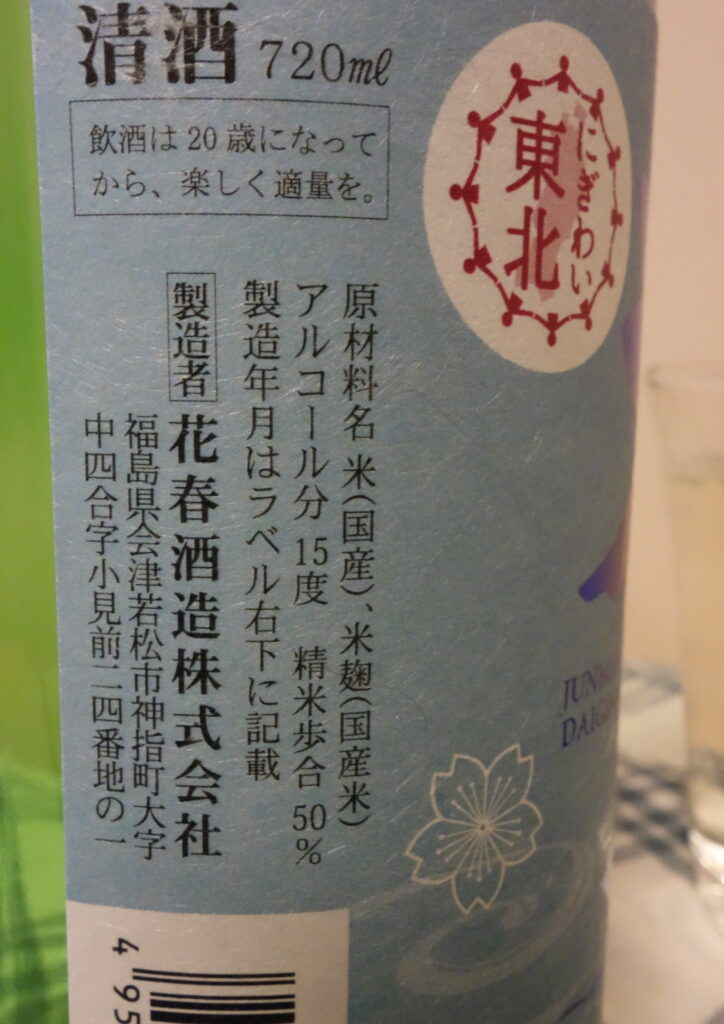 清酒 720ml
飲酒は20歳になって
から、楽しく適量を。
にぎわい
東北
原材料名 米(国産)、米麹(国産米)
アルコール分 15度 精米歩合 50%
製造年月はラベル右下に記載
製造者 花春酒造株式会社
福島県会津若松市神指町大字
中四合字小見前二四番地の一
4 95